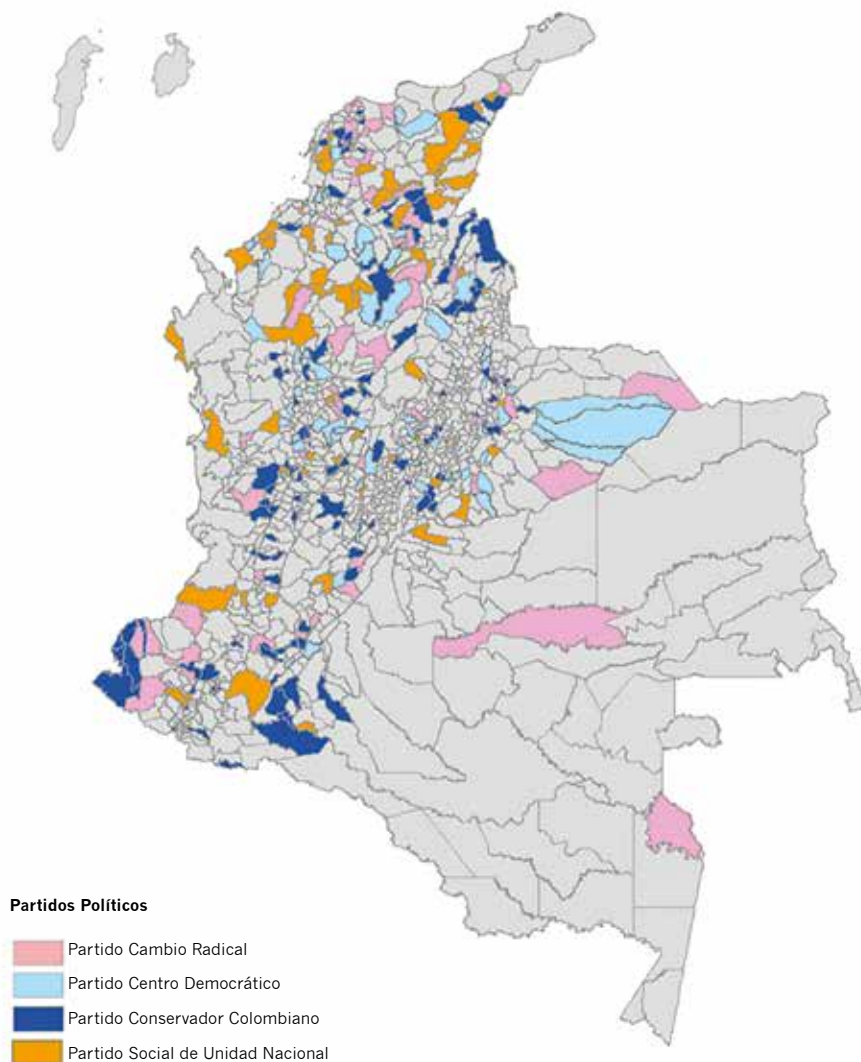 Partidos Políticos
Partido Cambio Radical
Partido Centro Democrático
Partido Conservador Colombiano
Partido Social de Unidad Nacional